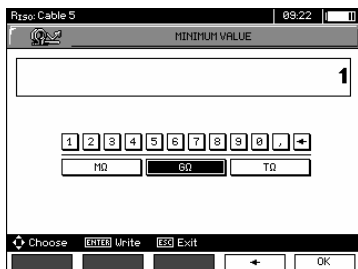 RISO: Cable 5 09:22
MINIMUM VALUE
1
1 2 3 4 5 6 7 8 9 0 , ←
MΩ GΩ TΩ
Choose ENTER Write ESC Exit
← OK